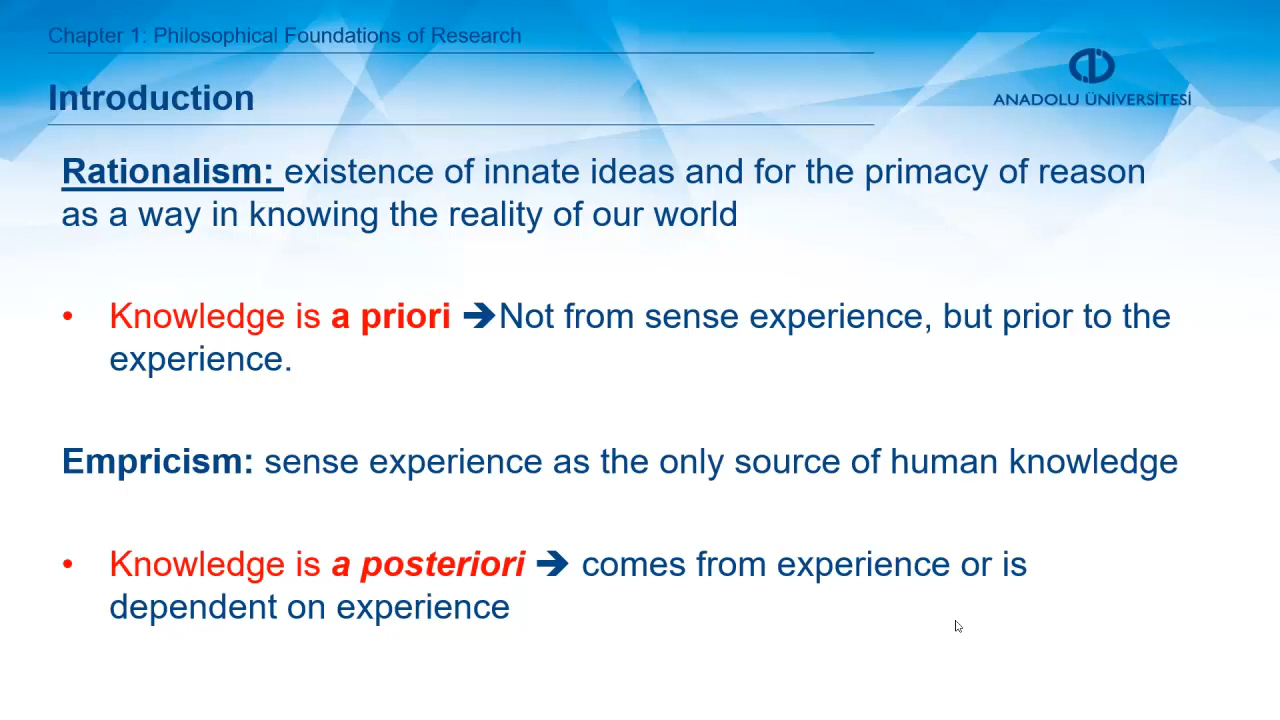 Chapter 1: Philosophical Foundations of Research
Introduction
ANADOLU ÜNİVERSİTESİ
Rationalism: existence of innate ideas and for the primacy of reason
as a way in knowing the reality of our world
• Knowledge is a priori ➔Not from sense experience, but prior to the
experience.
Empricism: sense experience as the only source of human knowledge
• Knowledge is a posteriori ➔ comes from experience or is
dependent on experience